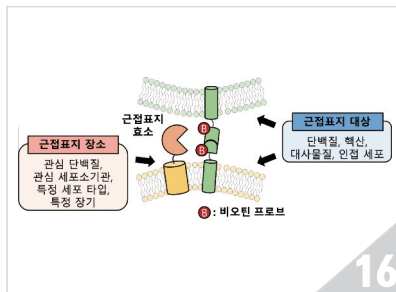 근접표지
효소
근접표지 장소
관심 단백질,
관심 세포소기관,
특정 세포 타입,
특정 장기
근접표지 대상
단백질, 핵산,
대사물질, 인접 세포
B
B
B : 비오틴 프로브
16